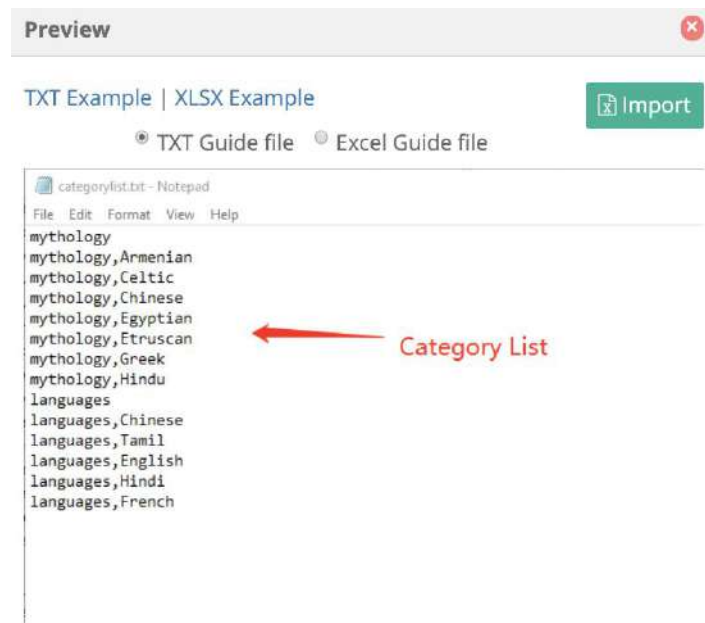 Preview
TXT Example | XLSX Example
Import
TXT Guide file Excel Guide file
categorylist.txt - Notepad
File Edit Format View Help
mythology
mythology,Armenian
mythology,Celtic
mythology,Chinese
mythology,Egyptian
mythology,Etruscan
mythology,Greek
mythology,Hindu
languages
languages,Chinese
languages,Tamil
languages,English
languages,Hindi
languages,French
Category List